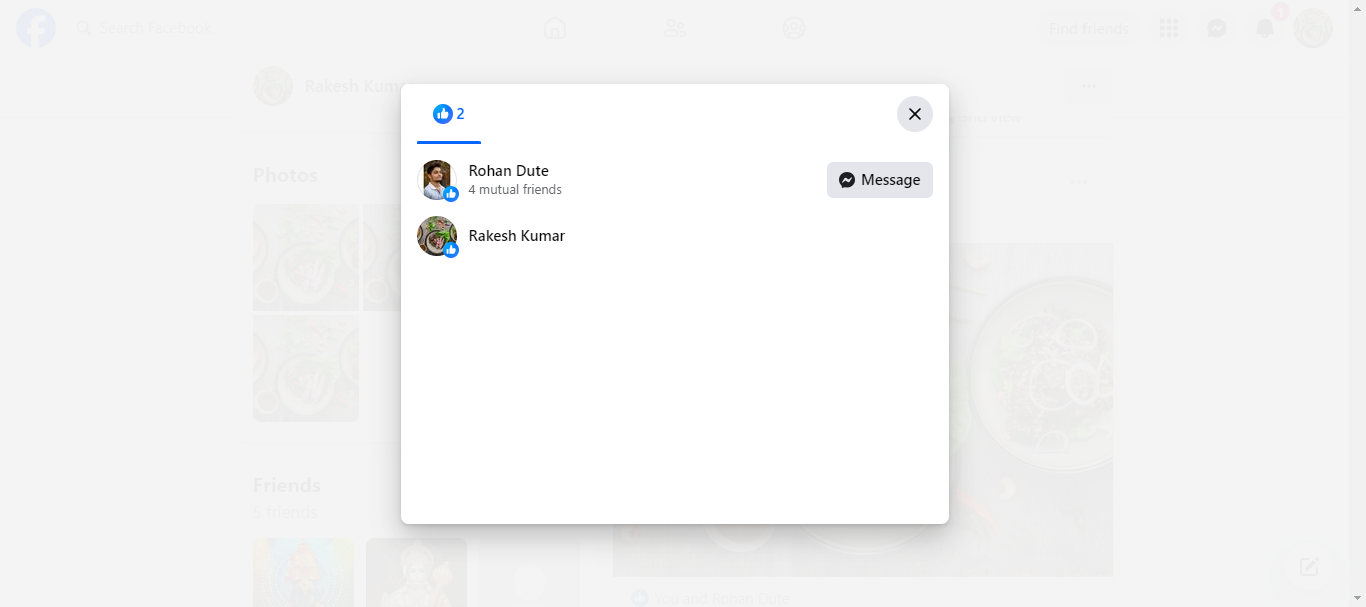 Search Facebook
Find friends
1
Rakesh Kum
2
Rohan Dute
4 mutual friends
Message
Rakesh Kumar
Photos
Friends
5 friends
You and Rohan Dute